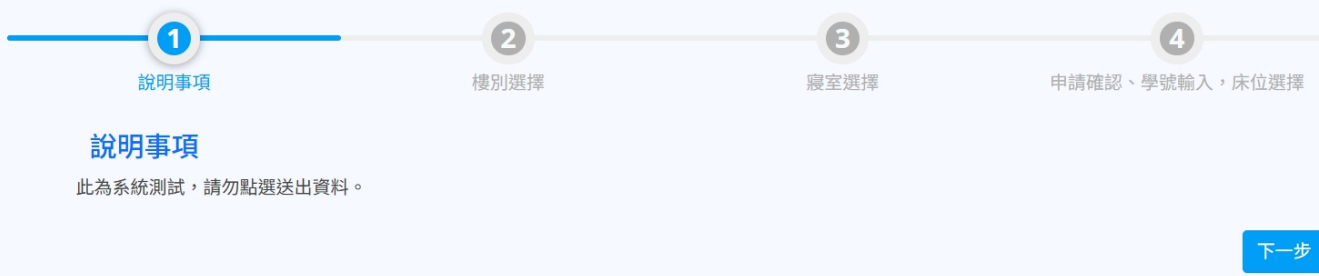 1
2
3
4
說明事項
樓別選擇
寢室選擇
申請確認、學號輸入，床位選擇
說明事項
此為系統測試，請勿點選送出資料。
下一步